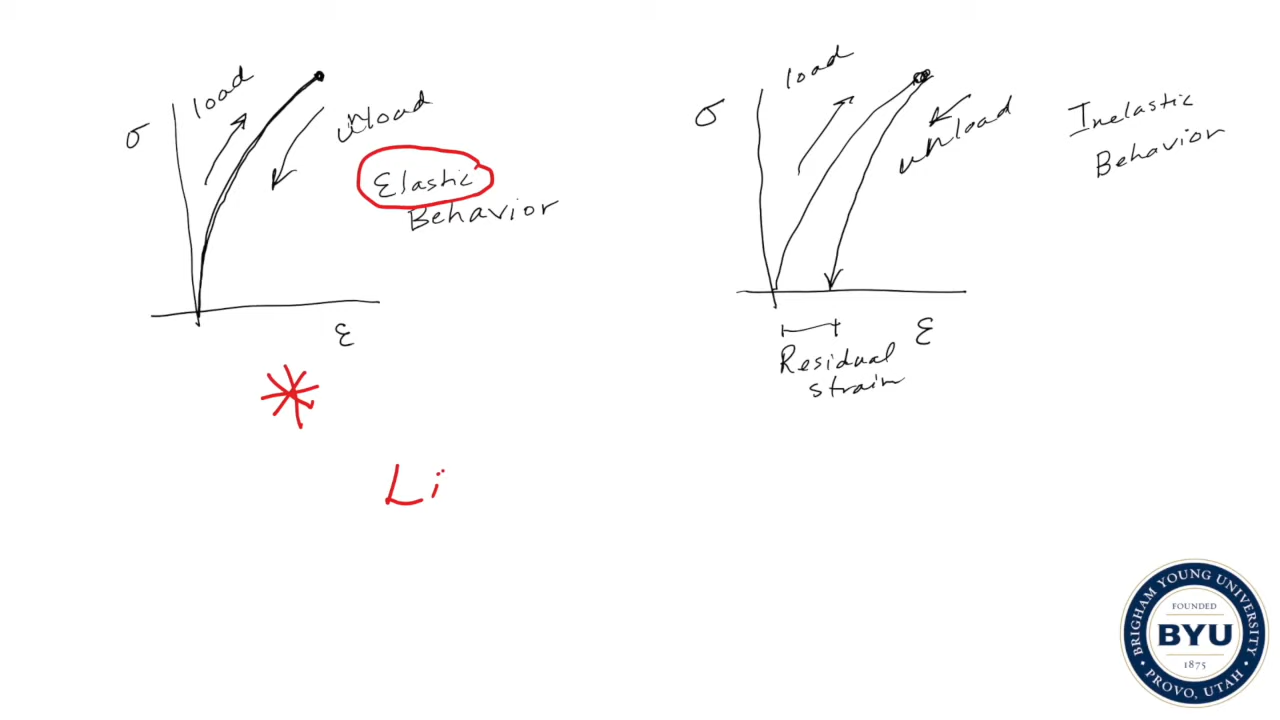 σ
load
unload
Elastic
Behavior
ε
Li
σ
load
unload
Inelastic
Behavior
ε
Residual
strain
BRIGHAM YOUNG UNIVERSITY
FOUNDED
BYU
1875
PROVO, UTAH